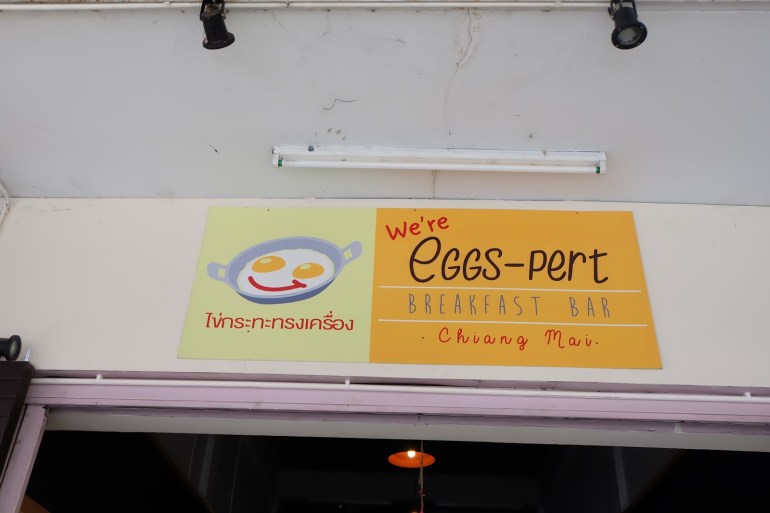 ไข่กระทะทรงเครื่อง
We're
eGGS-pert
BREAKFAST BAR
. Chiang Mai.